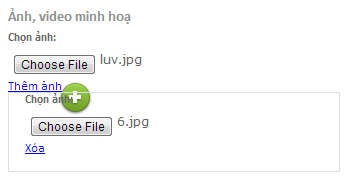 Ảnh, video minh hoạ
Chọn ảnh:
Choose File luv.jpg
Thêm ảnh
Chọn ảnh:
Choose File 6.jpg
Xóa